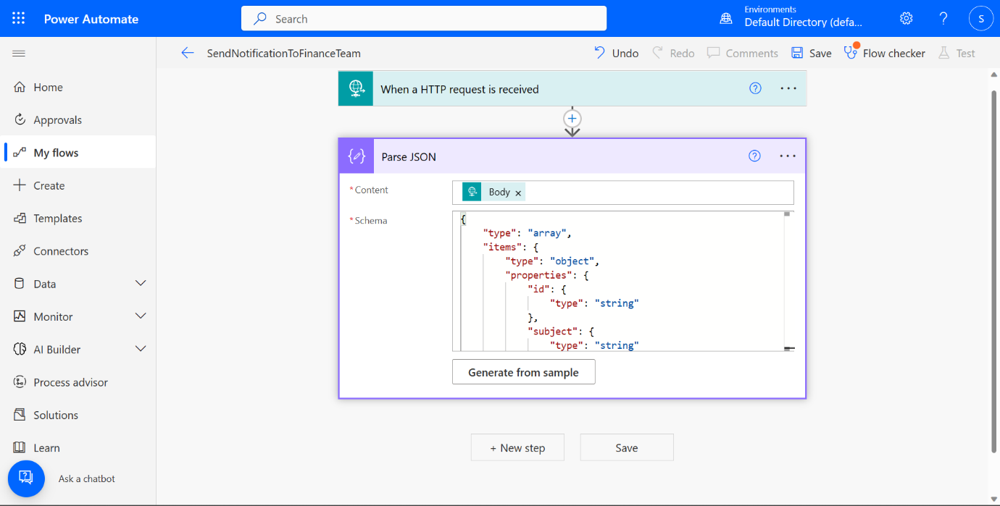 Power Automate
Search
Environments
Default Directory (defa...
?
S
SendNotificationToFinanceTeam
Undo
Redo
Comments
Save
Flow checker
Test
Home
Approvals
My flows
Create
Templates
Connectors
Data
Monitor
AI Builder
Process advisor
Solutions
Learn
Ask a chatbot
When a HTTP request is received
?
...
Parse JSON
?
...
* Content
Body ×
* Schema
{
"type": "array",
"items": {
"type": "object",
"properties": {
"id": {
"type": "string"
},
"subject": {
"type": "string"
Generate from sample
+ New step
Save